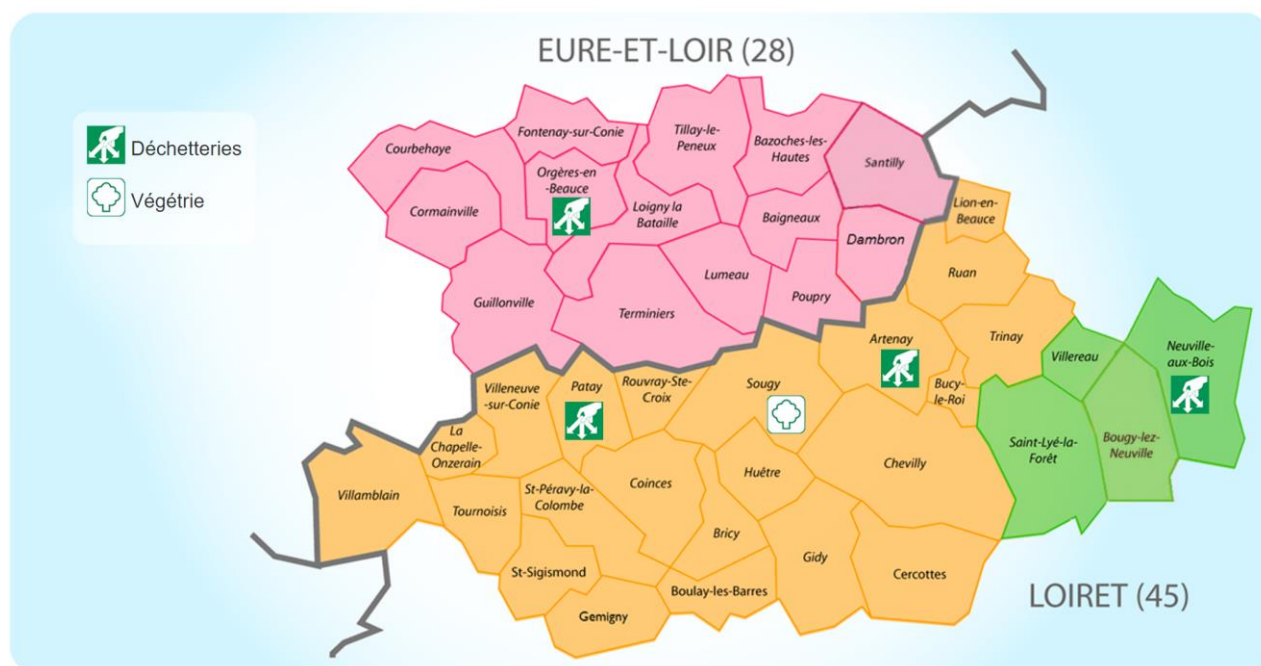 EURE-ET-LOIR (28)
Déchetteries
Végétrie
Fontenay-sur-Conie
Tillay-le-
Peneux
Bazoches-les-
Hautes
Courbehaye
Santilly
Orgères-en
-Beauce
Cormainville
Loigny la
Bataille
Baigneaux
Lion-en-
Beauce
Dambron
Lumeau
Ruan
Guillonville
Poupry
Terminiers
Artenay
Trinay
Villereau
Neuville-
aux-Bois
Villeneuve
-sur-Conie
Patay
Rouvray-Ste-
Croix
Sougy
Bucy-
le-Roi
La
Chapelle-
Onzerain
Saint-Lyé-la-
Forêt
Bougy-lez-
Neuville
Chevilly
Huêtre
Coinces
Villamblain
St-Péravy-la-
Colombe
Tournoisis
Bricy
Gidy
St-Sigismond
Cercottes
Boulay-les-Barres
LOIRET (45)
Gemigny